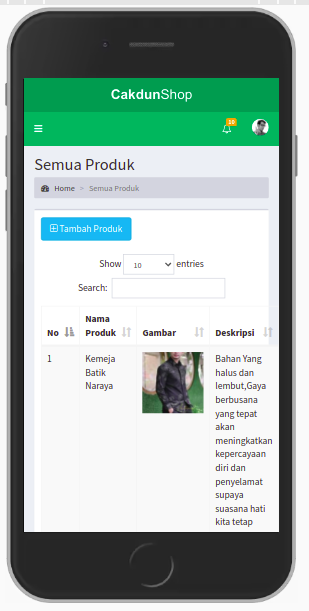 CakdunShop
10
Semua Produk
Home > Semua Produk
Tambah Produk
Show 10 entries
Search:
No
Nama
Produk
Gambar
Deskripsi
1
Kemeja
Batik
Naraya
Bahan Yang
halus dan
lembut,Gaya
berbusana
yang tepat
akan
meningkatkan
kepercayaan
diri dan
penyelamat
supaya
suasana hati
kita tetap